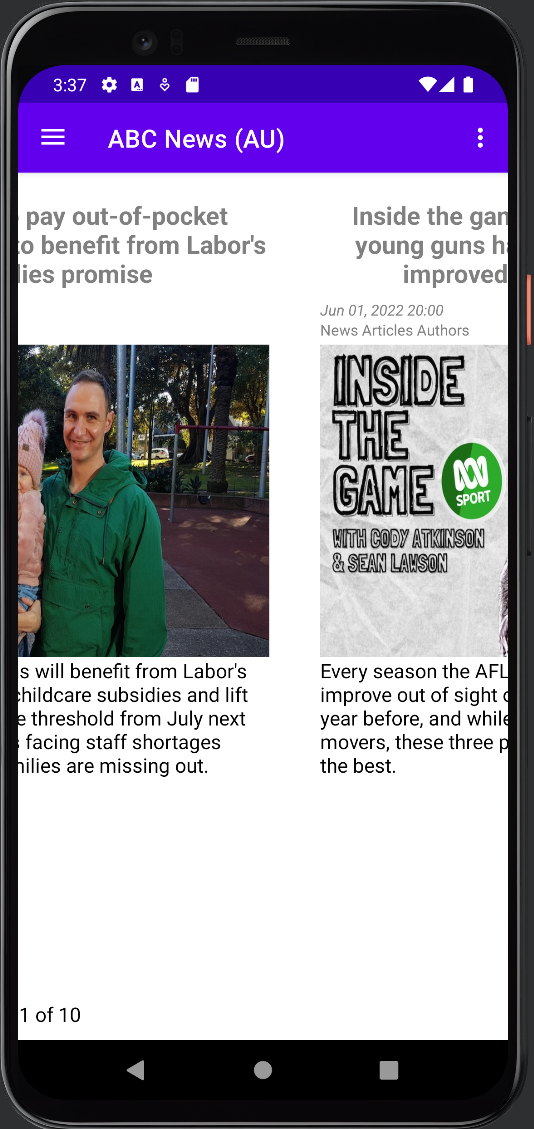 3:37
ABC News (AU)
pay out-of-pocket
to benefit from Labor's
lies promise
Inside the gam
young guns ha
improved
Jun 01, 2022 20:00
News Articles Authors
INSIDE
THE
GAME
SPORT
WITH CODY ATKINSON
& SEAN LAWSON
s will benefit from Labor's
childcare subsidies and lift
e threshold from July next
s facing staff shortages
milies are missing out.
Every season the AFL
improve out of sight o
year before, and while
movers, these three p
the best.
1 of 10